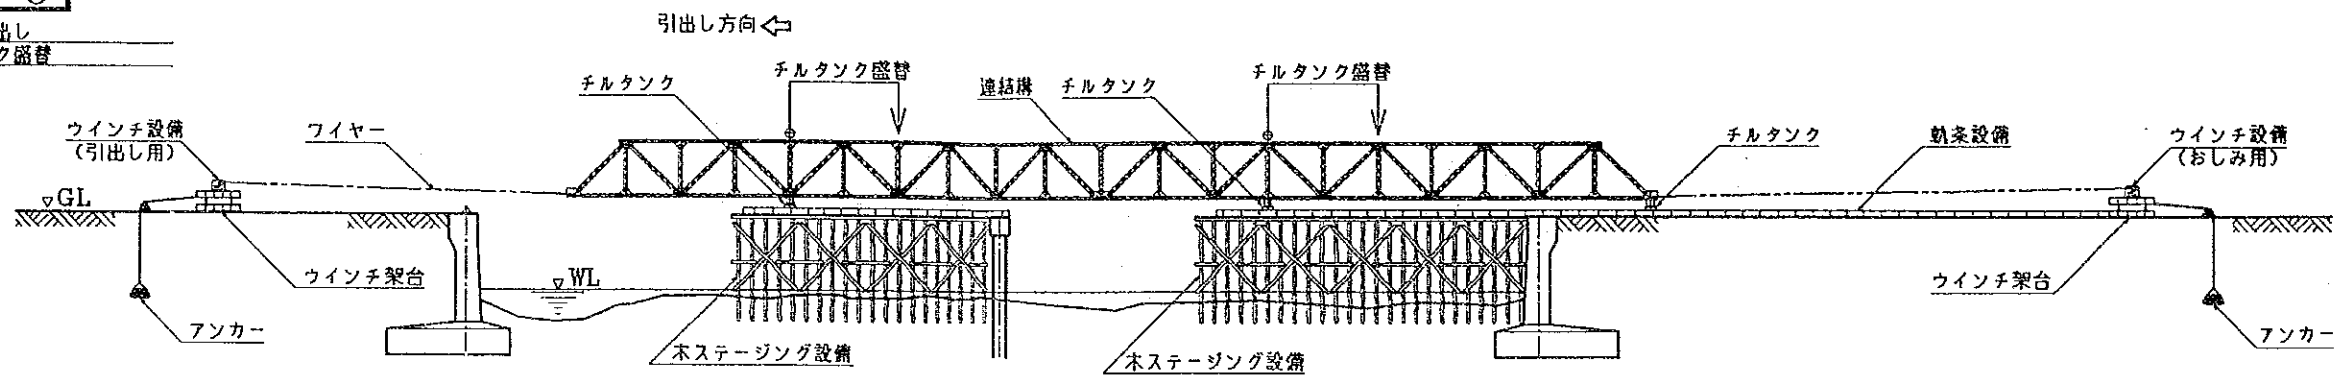 引出し方向
出し
ク盛替
チルタンク盛替
チルタンク盛替
チルタンク
連結構
チルタンク
ウインチ設備
(引出し用)
ワイヤー
チルタンク
軌条設備
ウインチ設備
(おしみ用)
▽GL
ウインチ架台
▽WL
ウインチ架台
アンカー
木ステージング設備
木ステージング設備
アンカー